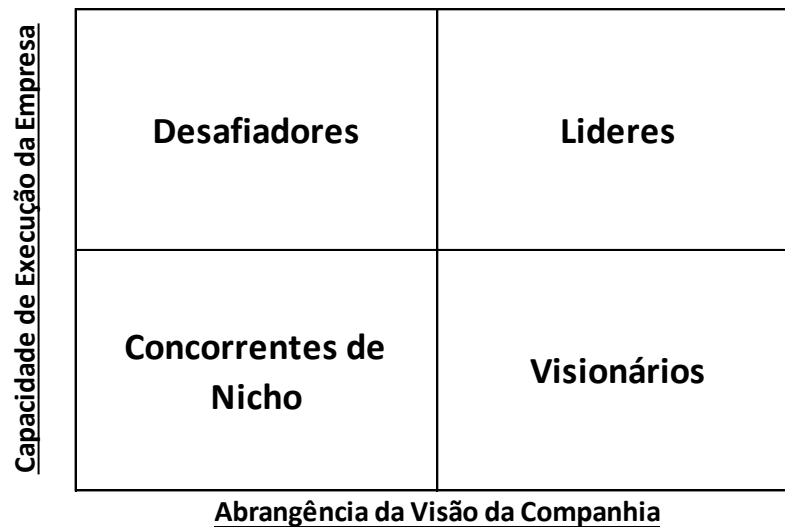 Capacidade de Execução da Empresa
Desafiadores
Lideres
Concorrentes de
Nicho
Visionários
Abrangência da Visão da Companhia